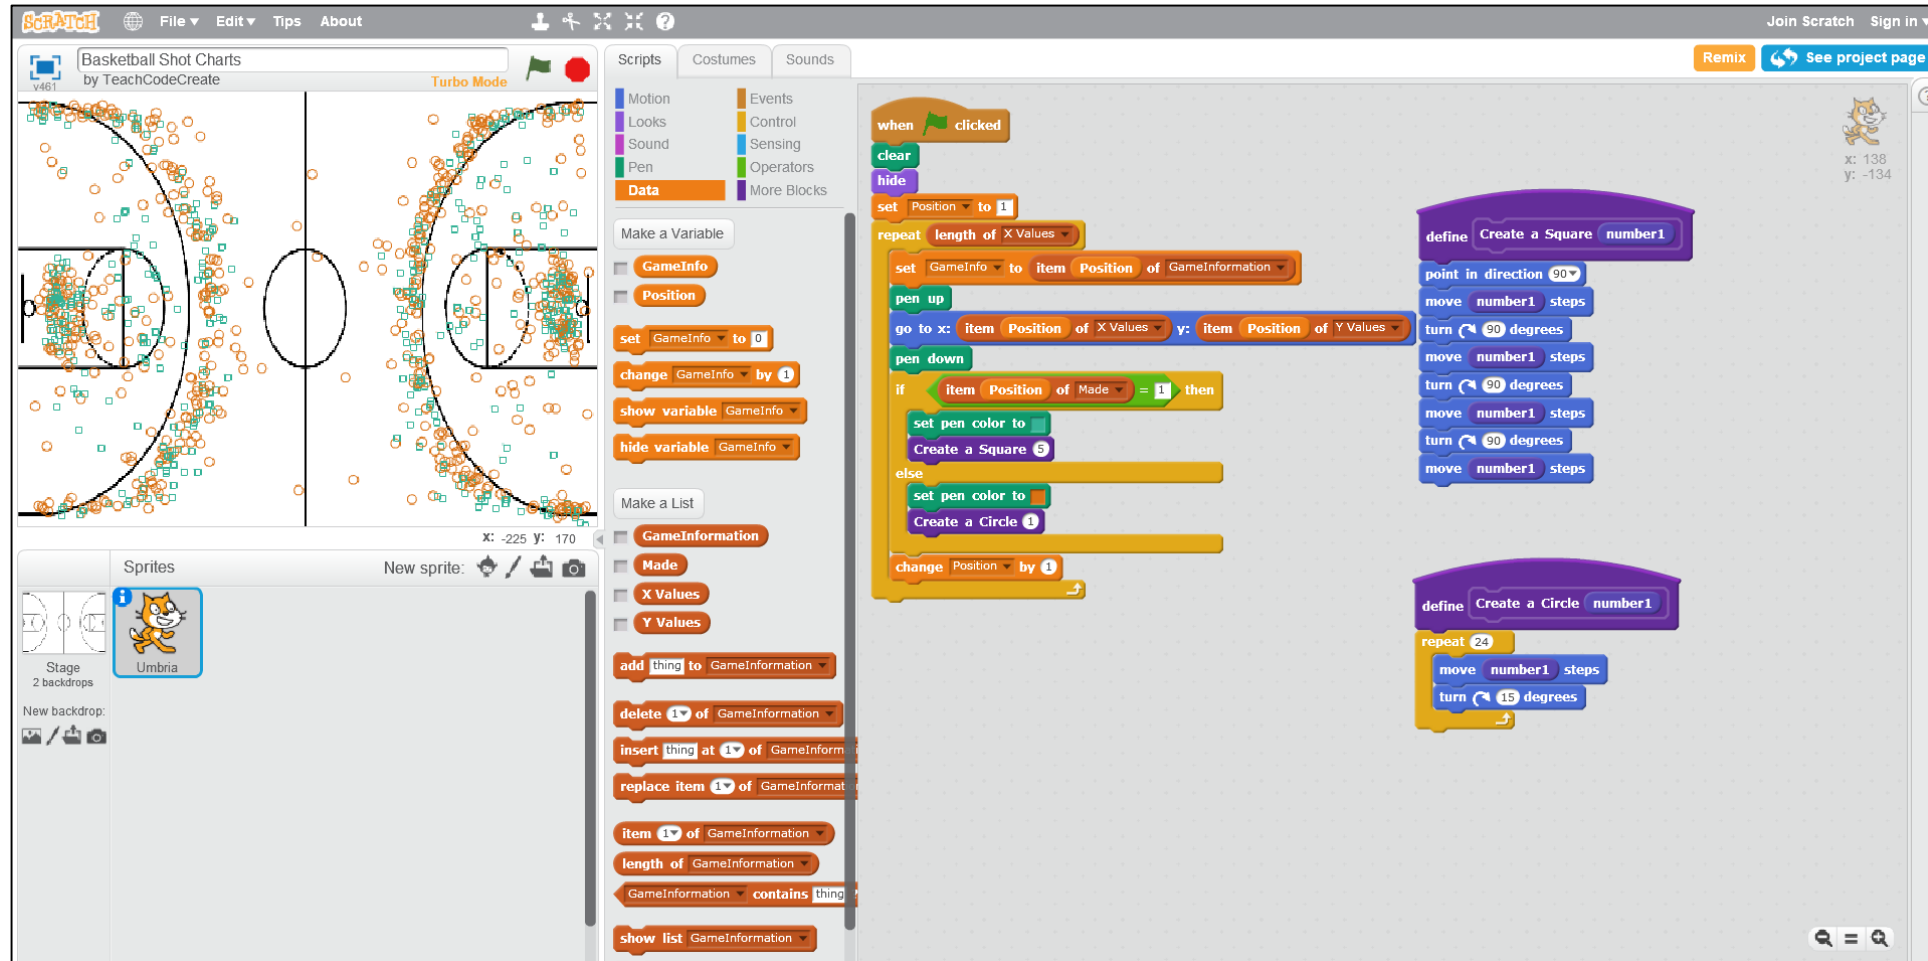 SCRATCH File Edit Tips About Join Scratch Sign in
Basketball Shot Charts
by TeachCodeCreate
Turbo Mode
v461
x: -225 y: 170
Sprites New sprite:
Stage
2 backdrops
Umbria
New backdrop:
Scripts Costumes Sounds
Remix See project page
Motion Events
Looks Control
Sound Sensing
Pen Operators
Data More Blocks
Make a Variable
GameInfo
Position
set GameInfo to 0
change GameInfo by 1
show variable GameInfo
hide variable GameInfo
Make a List
GameInformation
Made
X Values
Y Values
add thing to GameInformation
delete 1 of GameInformation
insert thing at 1 of GameInform
replace item 1 of GameInformat
item 1 of GameInformation
length of GameInformation
GameInformation contains thing
show list GameInformation
when clicked
clear
hide
set Position to 1
repeat length of X Values
set GameInfo to item Position of GameInformation
pen up
go to x: item Position of X Values y: item Position of Y Values
pen down
if item Position of Made = 1 then
set pen color to
Create a Square 5
else
set pen color to
Create a Circle 1
change Position by 1
define Create a Square number1
point in direction 90
move number1 steps
turn 90 degrees
move number1 steps
turn 90 degrees
move number1 steps
turn 90 degrees
move number1 steps
define Create a Circle number1
repeat 24
move number1 steps
turn 15 degrees
x: 138
y: -134